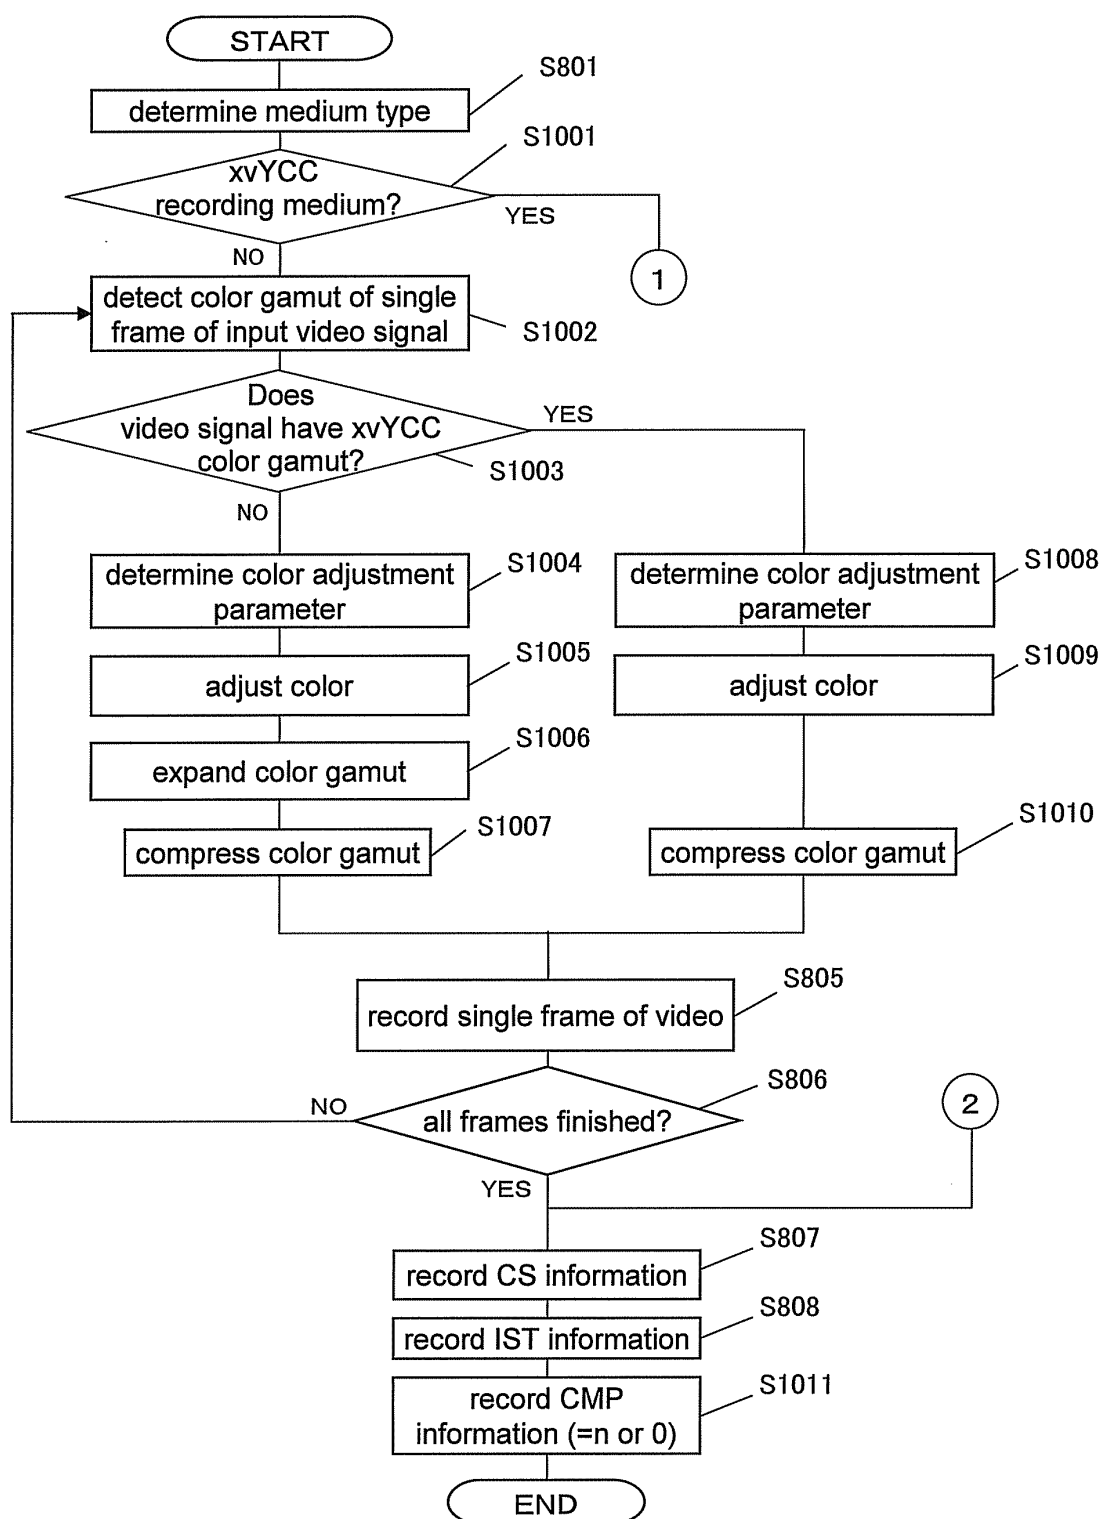 START
S801
determine medium type
S1001
xvYCC
recording medium?
YES
NO
1
detect color gamut of single
frame of input video signal
S1002
Does
video signal have xvYCC
color gamut?
YES
S1003
NO
determine color adjustment
parameter
S1004
determine color adjustment
parameter
S1008
adjust color
S1005
adjust color
S1009
expand color gamut
S1006
compress color gamut
S1007
compress color gamut
S1010
record single frame of video
S805
all frames finished?
S806
NO
2
YES
record CS information
S807
record IST information
S808
record CMP
information (=n or 0)
S1011
END